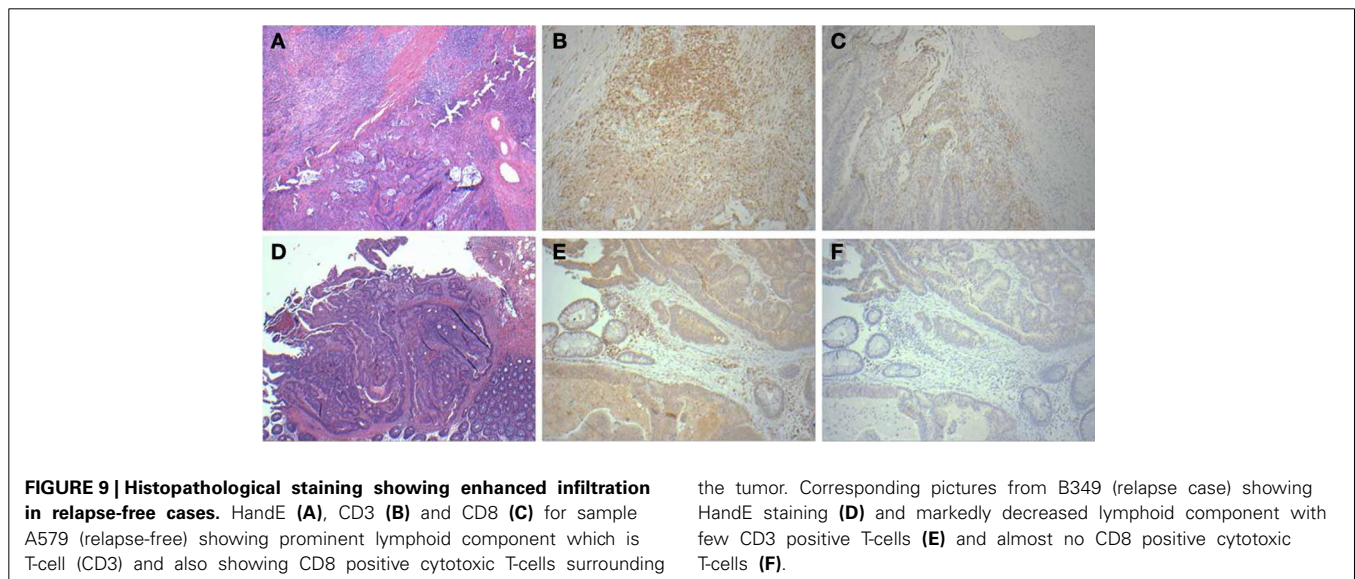 A
B
C
D
E
F
FIGURE 9 | Histopathological staining showing enhanced infiltration
in relapse-free cases. HandE (A), CD3 (B) and CD8 (C) for sample
A579 (relapse-free) showing prominent lymphoid component which is
T-cell (CD3) and also showing CD8 positive cytotoxic T-cells surrounding
the tumor. Corresponding pictures from B349 (relapse case) showing
HandE staining (D) and markedly decreased lymphoid component with
few CD3 positive T-cells (E) and almost no CD8 positive cytotoxic
T-cells (F).